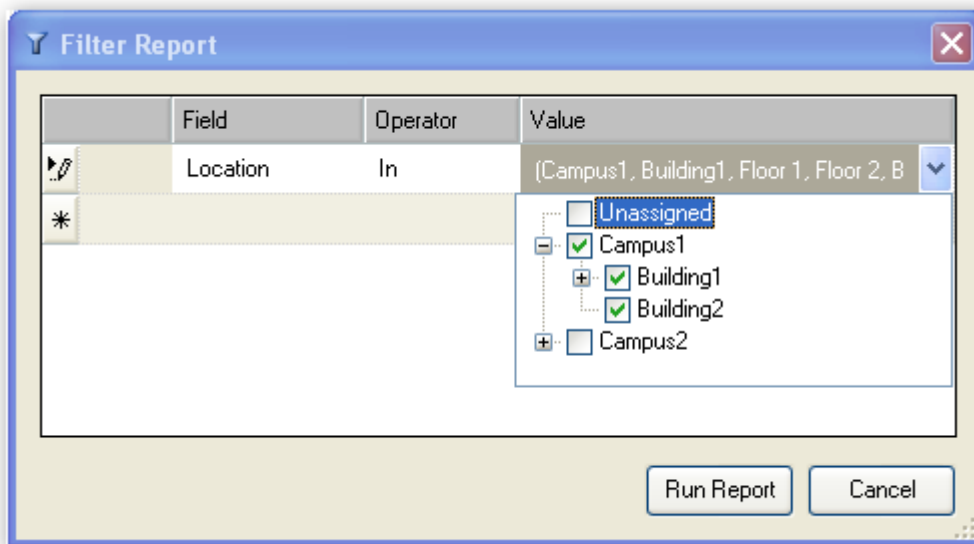 Filter Report
Field Operator Value
Location In (Campus1, Building1, Floor 1, Floor 2, B
Unassigned
Campus1
Building1
Building2
Campus2
Run Report Cancel